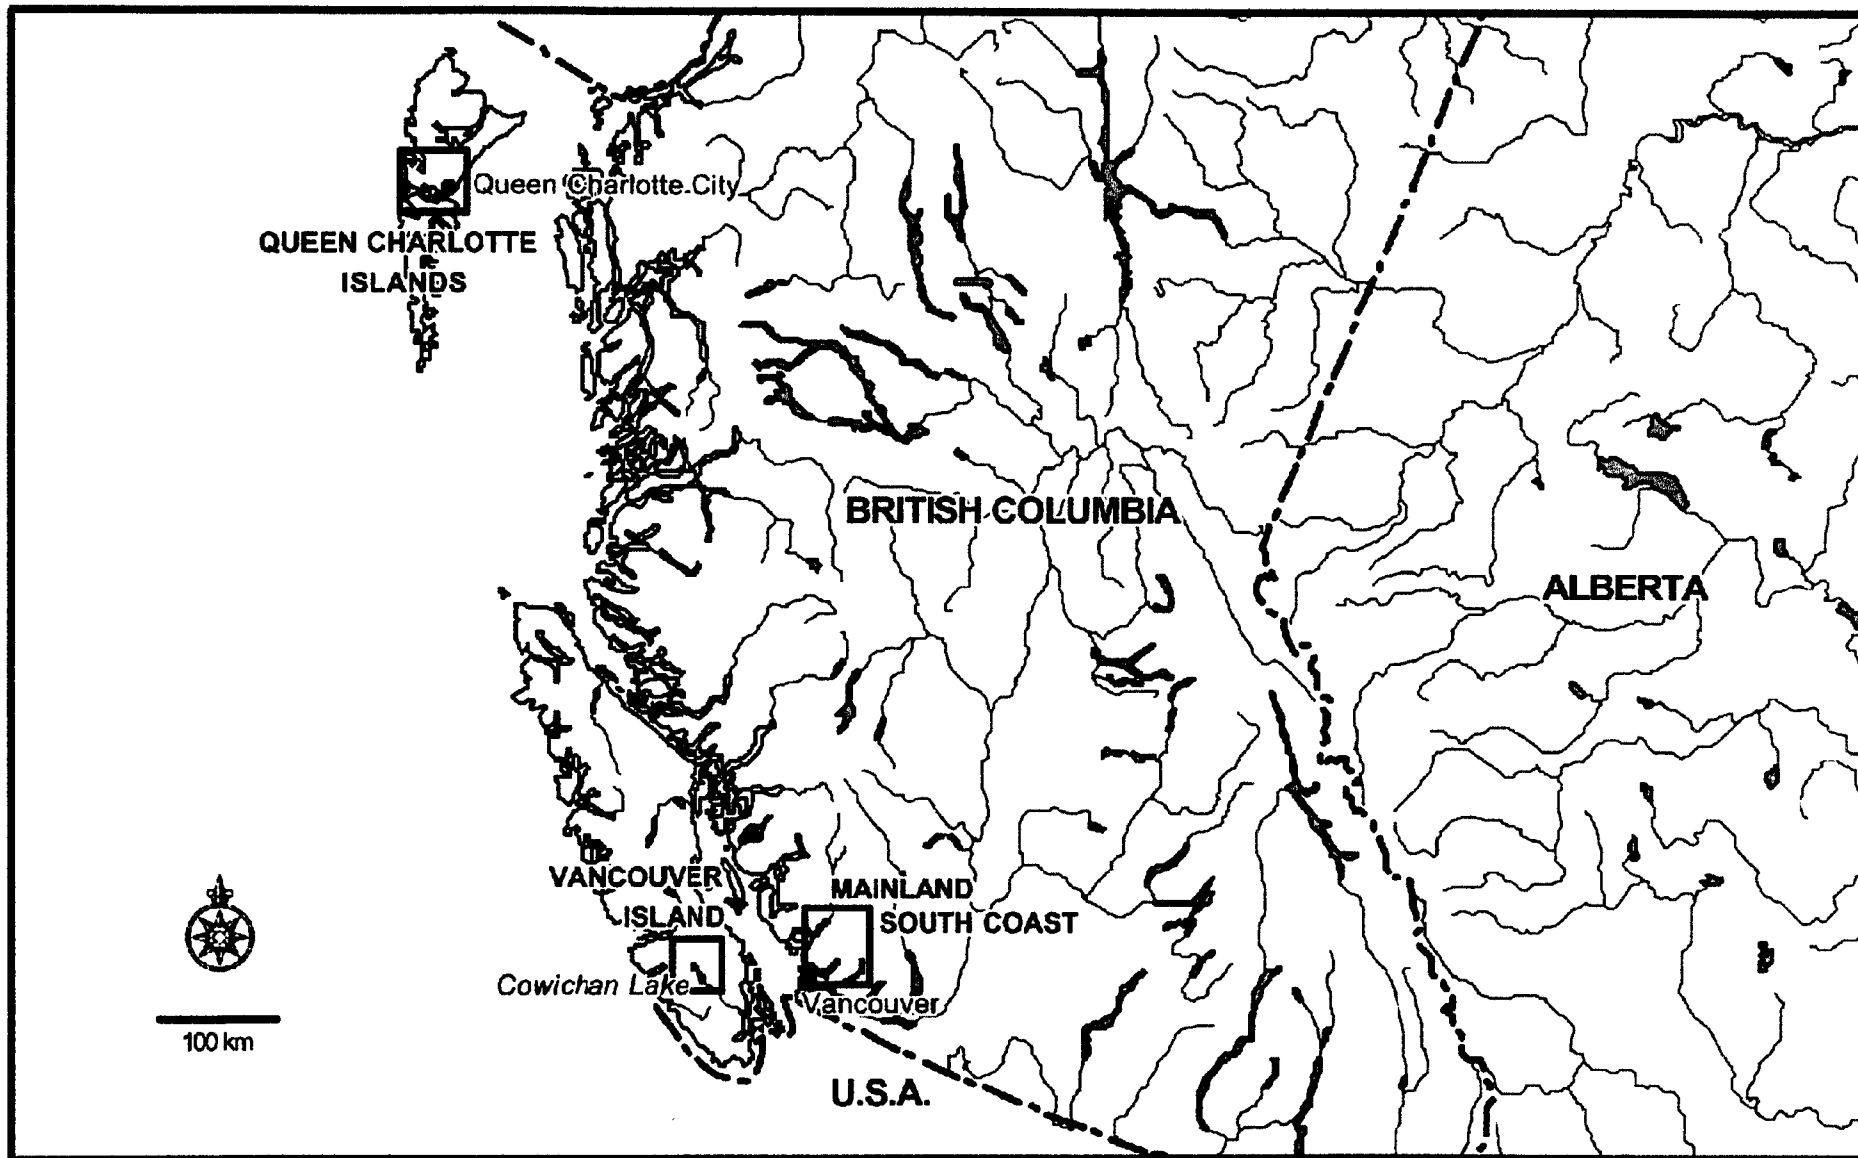 Queen Charlotte City
QUEEN CHARLOTTE
ISLANDS
BRITISH COLUMBIA
ALBERTA
VANCOUVER
ISLAND
MAINLAND
SOUTH COAST
Cowichan Lake
Vancouver
100 km
U.S.A.